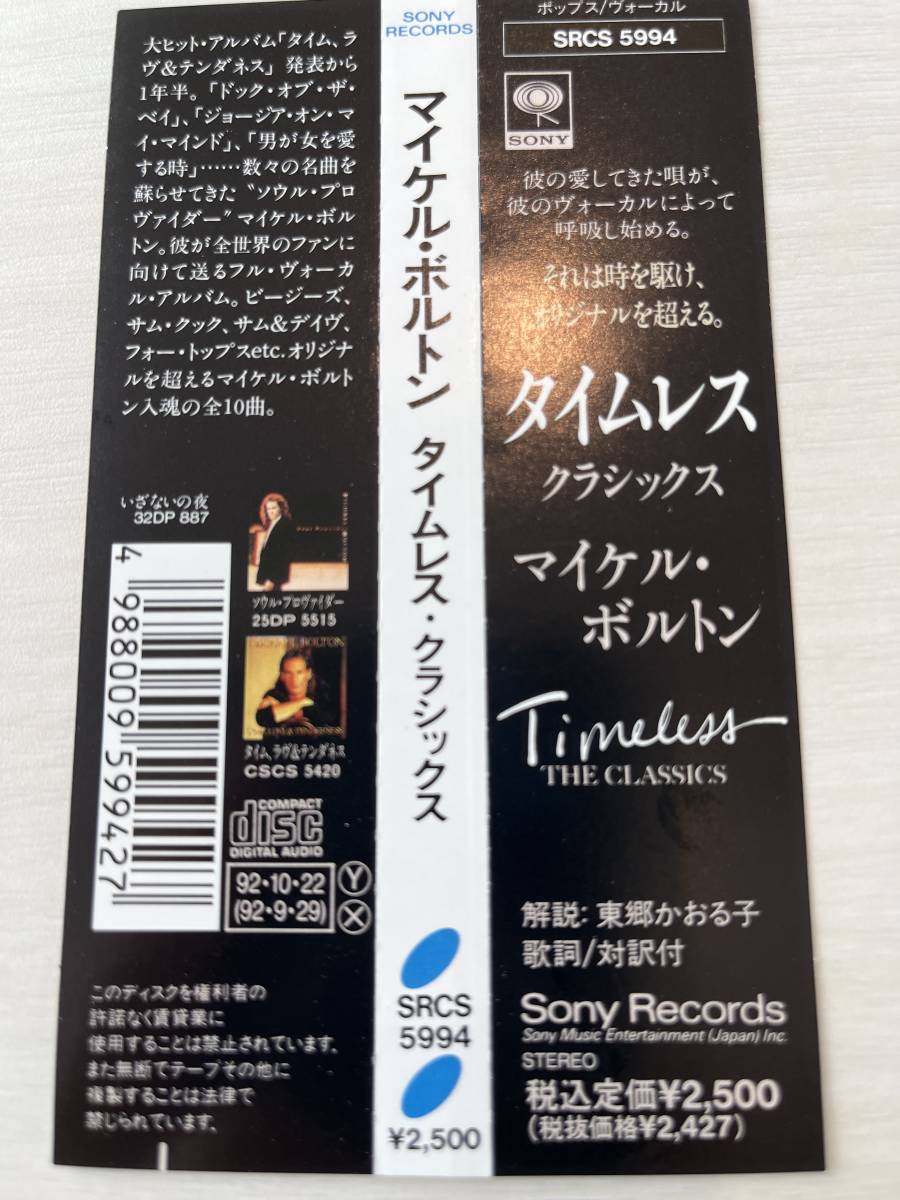 大ヒット・アルバム「タイム、ラ
ヴ&テンダネス」発表から
1年半。「ドック・オブ・ザ・
ベイ」、「ジョージア・オン・マ
イ・マインド」、「男が女を愛
する時」……数々の名曲を
蘇らせてきた“ソウル・プロ
ヴァイダー”マイケル・ボル
トン。彼が全世界のファンに
向けて送るフル・ヴォーカ
ル・アルバム。ビージーズ、
サム・クック、サム&デイヴ、
フォー・トップスetc.オリジナ
ルを超えるマイケル・ボルト
ン入魂の全10曲。
いざないの夜
32DP 887
ソウル・プロヴァイダー
25DP 5515
タイム、ラヴ&テンダネス
CSCS 5420
4 988009 599427
COMPACT
disc
DIGITAL AUDIO
92・10・22
(92・9・29)
Y
X
このディスクを権利者の
許諾なく賃貸業に
使用することは禁止されています。
また無断でテープその他に
複製することは法律で
禁じられています。
SONY
RECORDS
マイケル・ボルトン タイムレス・クラシックス
SRCS
5994
¥2,500
ポップス/ヴォーカル
SRCS 5994
SONY
彼の愛してきた唄が、
彼のヴォーカルによって
呼吸し始める。
それは時を駆け、
オリジナルを超える。
タイムレス
クラシックス
マイケル・
ボルトン
Timeless
THE CLASSICS
解説: 東郷かおる子
歌詞/対訳付
Sony Records
Sony Music Entertainment (Japan) Inc.
STEREO
税込定価¥2,500
(税抜価格¥2,427)